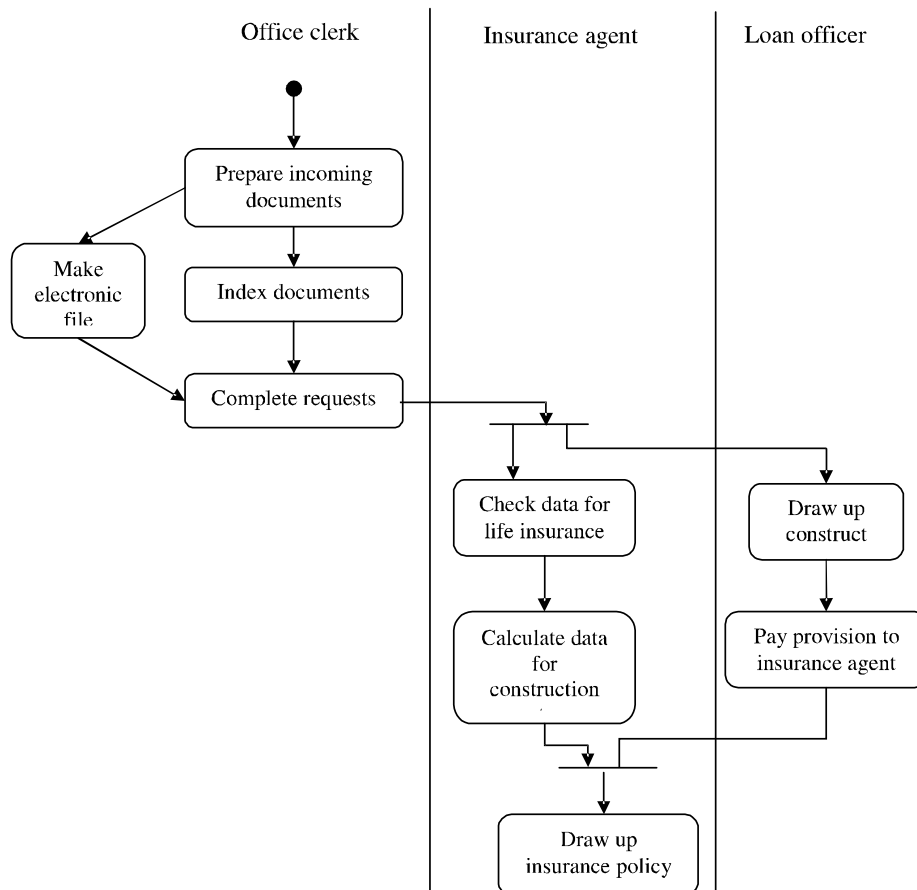 Office clerk
Insurance agent
Loan officer
Prepare incoming
documents
Make
electronic
file
Index documents
Complete requests
Check data for
life insurance
Draw up
construct
Calculate data
for
construction
Pay provision to
insurance agent
Draw up
insurance policy